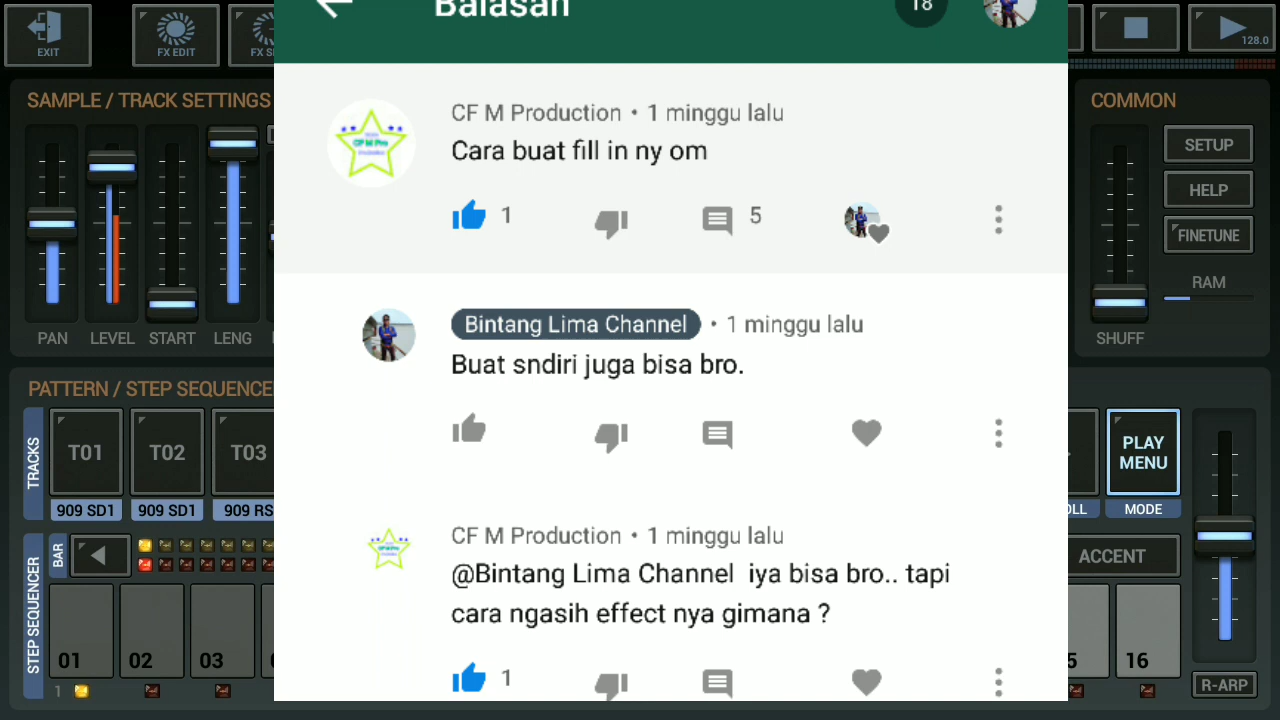 Balasan
18
EXIT
FX EDIT
128.0
SAMPLE / TRACK SETTINGS
COMMON
CF M Production • 1 minggu lalu
Cara buat fill in ny om
1
5
SETUP
HELP
FINETUNE
RAM
PAN
LEVEL
START
LENG
SHUFF
Bintang Lima Channel • 1 minggu lalu
Buat sndiri juga bisa bro.
PATTERN / STEP SEQUENCE
TRACKS
T01
T02
T03
909 SD1
909 SD1
909 RS
PLAY MENU
MODE
CF M Production • 1 minggu lalu
@Bintang Lima Channel iya bisa bro.. tapi
cara ngasih effect nya gimana ?
1
BAR
ACCENT
STEP SEQUENCER
01
02
03
16
1
R-ARP